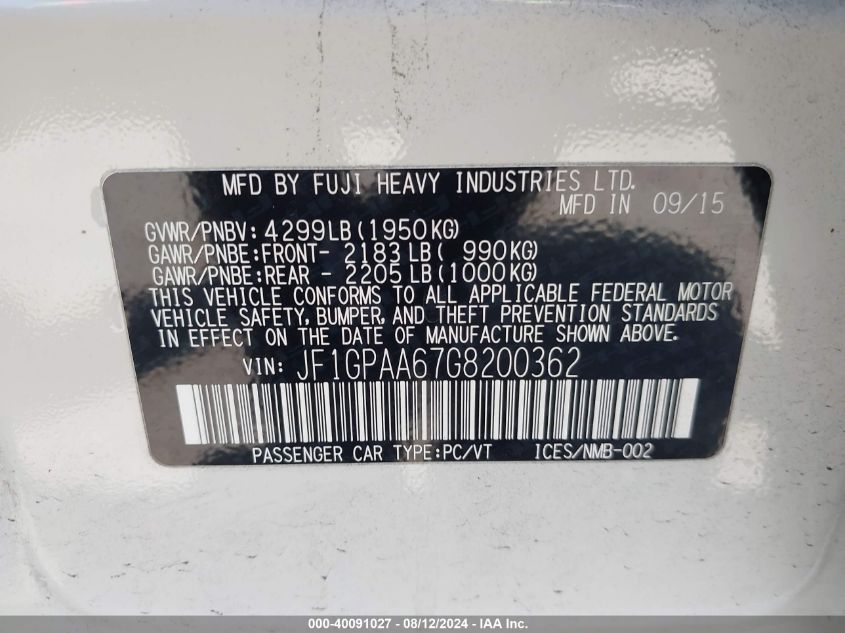 MFD BY FUJI HEAVY INDUSTRIES LTD.
MFD IN 09/15
GVWR/PNBV: 4299LB(1950KG)
GAWR/PNBE:FRONT- 2183LB( 990KG)
GAWR/PNBE:REAR - 2205LB(1000KG)
THIS VEHICLE CONFORMS TO ALL APPLICABLE FEDERAL MOTOR
VEHICLE SAFETY, BUMPER, AND THEFT PREVENTION STANDARDS
IN EFFECT ON THE DATE OF MANUFACTURE SHOWN ABOVE.
VIN: JF1GPAA67G8200362
PASSENGER CAR TYPE:PC/VT ICES/NMB-002
000-40091027 - 08/12/2024 - IAA Inc.